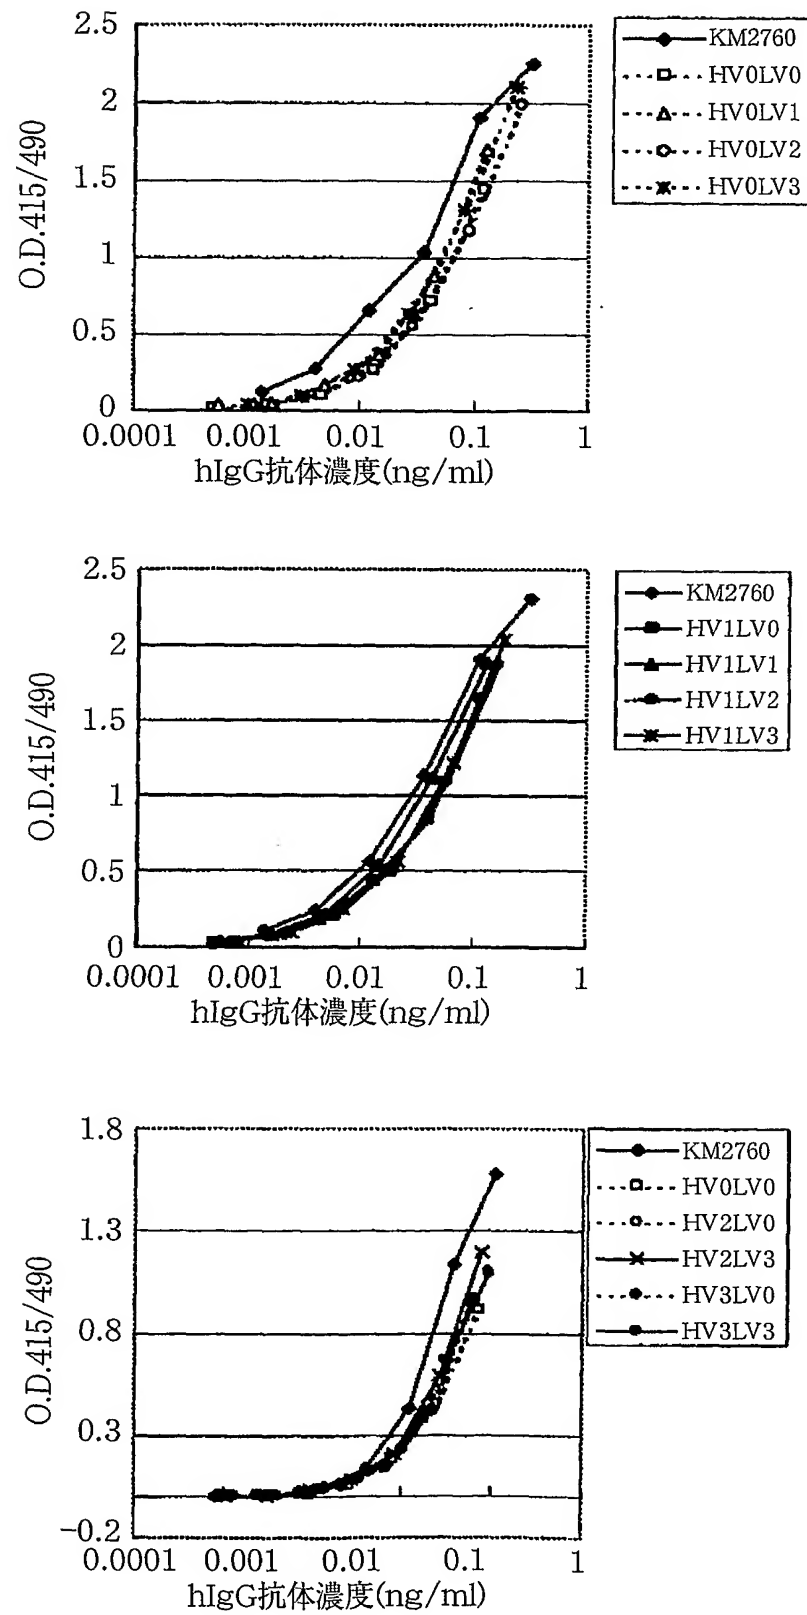 O.D.415/490
2.5
2
1.5
1
0.5
0
0.0001 0.001 0.01 0.1 1
hIgG抗体濃度(ng/ml)
KM2760
HV0LV0
HV0LV1
HV0LV2
HV0LV3
O.D.415/490
2.5
2
1.5
1
0.5
0
0.0001 0.001 0.01 0.1 1
hIgG抗体濃度(ng/ml)
KM2760
HV1LV0
HV1LV1
HV1LV2
HV1LV3
O.D.415/490
1.8
1.3
0.8
0.3
-0.2
0.0001 0.001 0.01 0.1 1
hIgG抗体濃度(ng/ml)
KM2760
HV0LV0
HV2LV0
HV2LV3
HV3LV0
HV3LV3